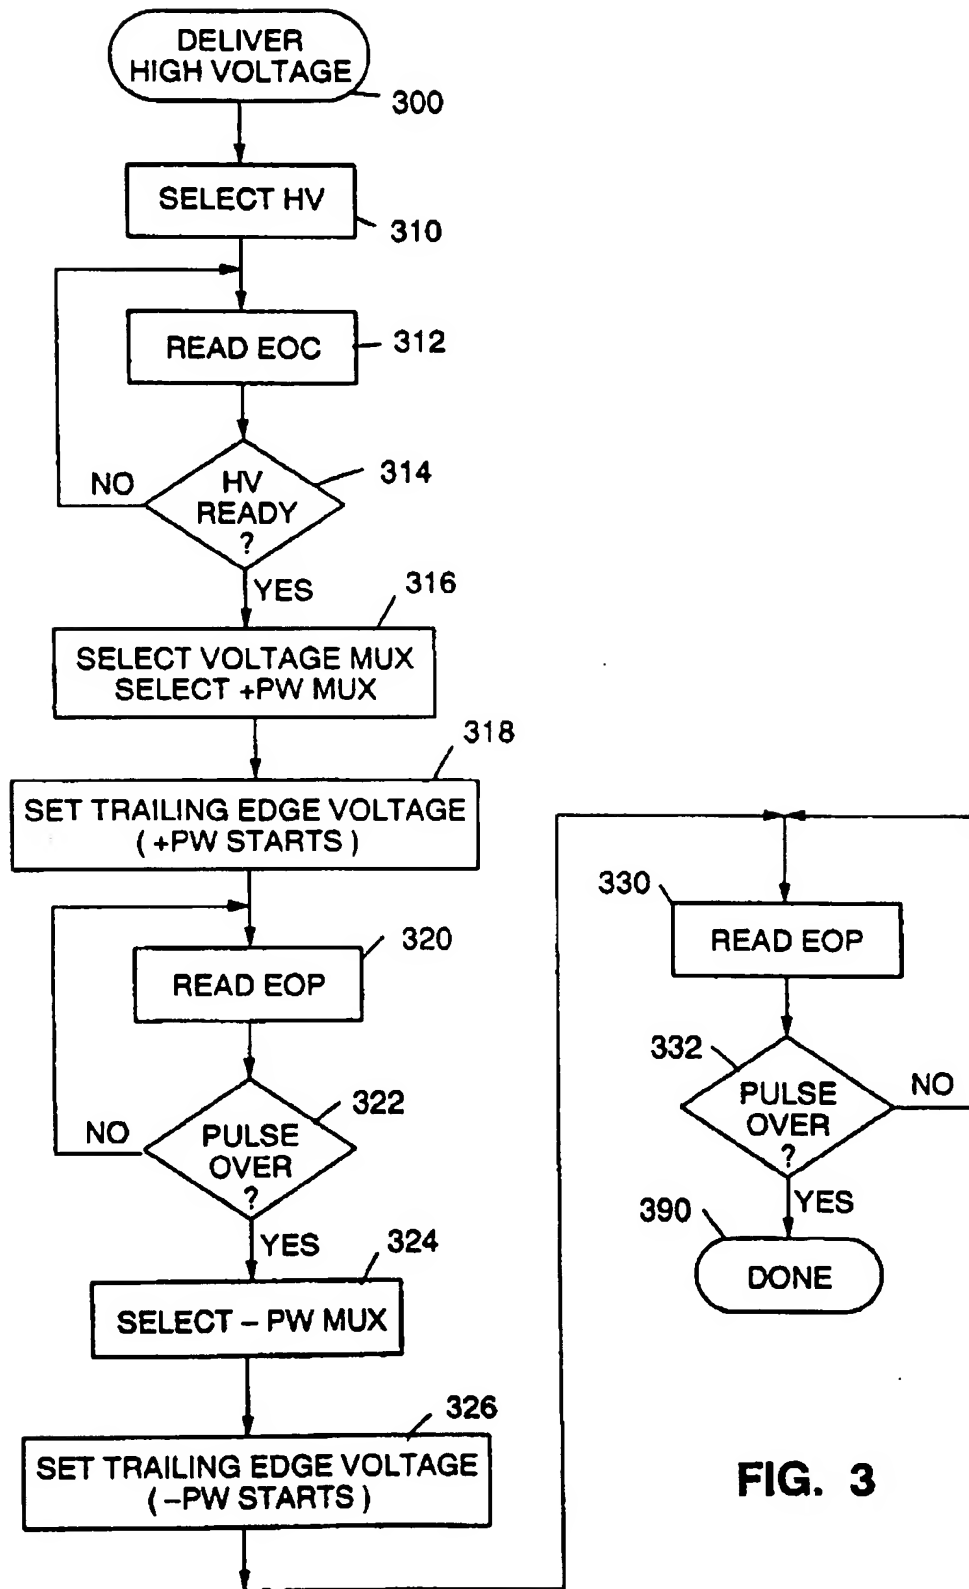 DELIVER
HIGH VOLTAGE
300
SELECT HV
310
READ EOC
312
HV
READY
?
314
NO
YES
316
SELECT VOLTAGE MUX
SELECT +PW MUX
318
SET TRAILING EDGE VOLTAGE
( +PW STARTS )
320
READ EOP
322
PULSE
OVER
?
NO
YES
324
SELECT – PW MUX
326
SET TRAILING EDGE VOLTAGE
( –PW STARTS )
330
READ EOP
332
PULSE
OVER
?
NO
YES
390
DONE
FIG. 3